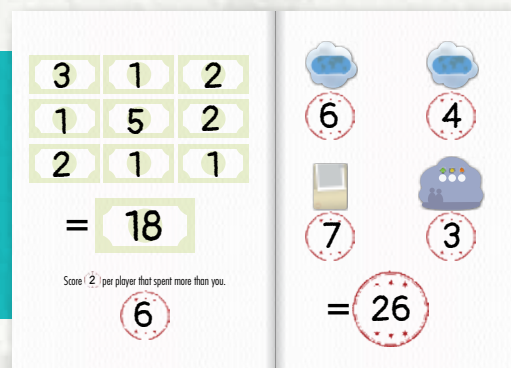 3 1 2
1 5 2
2 1 1
= 18
Score 2 per player that spent more than you.
6
6 4
7 3
= 26